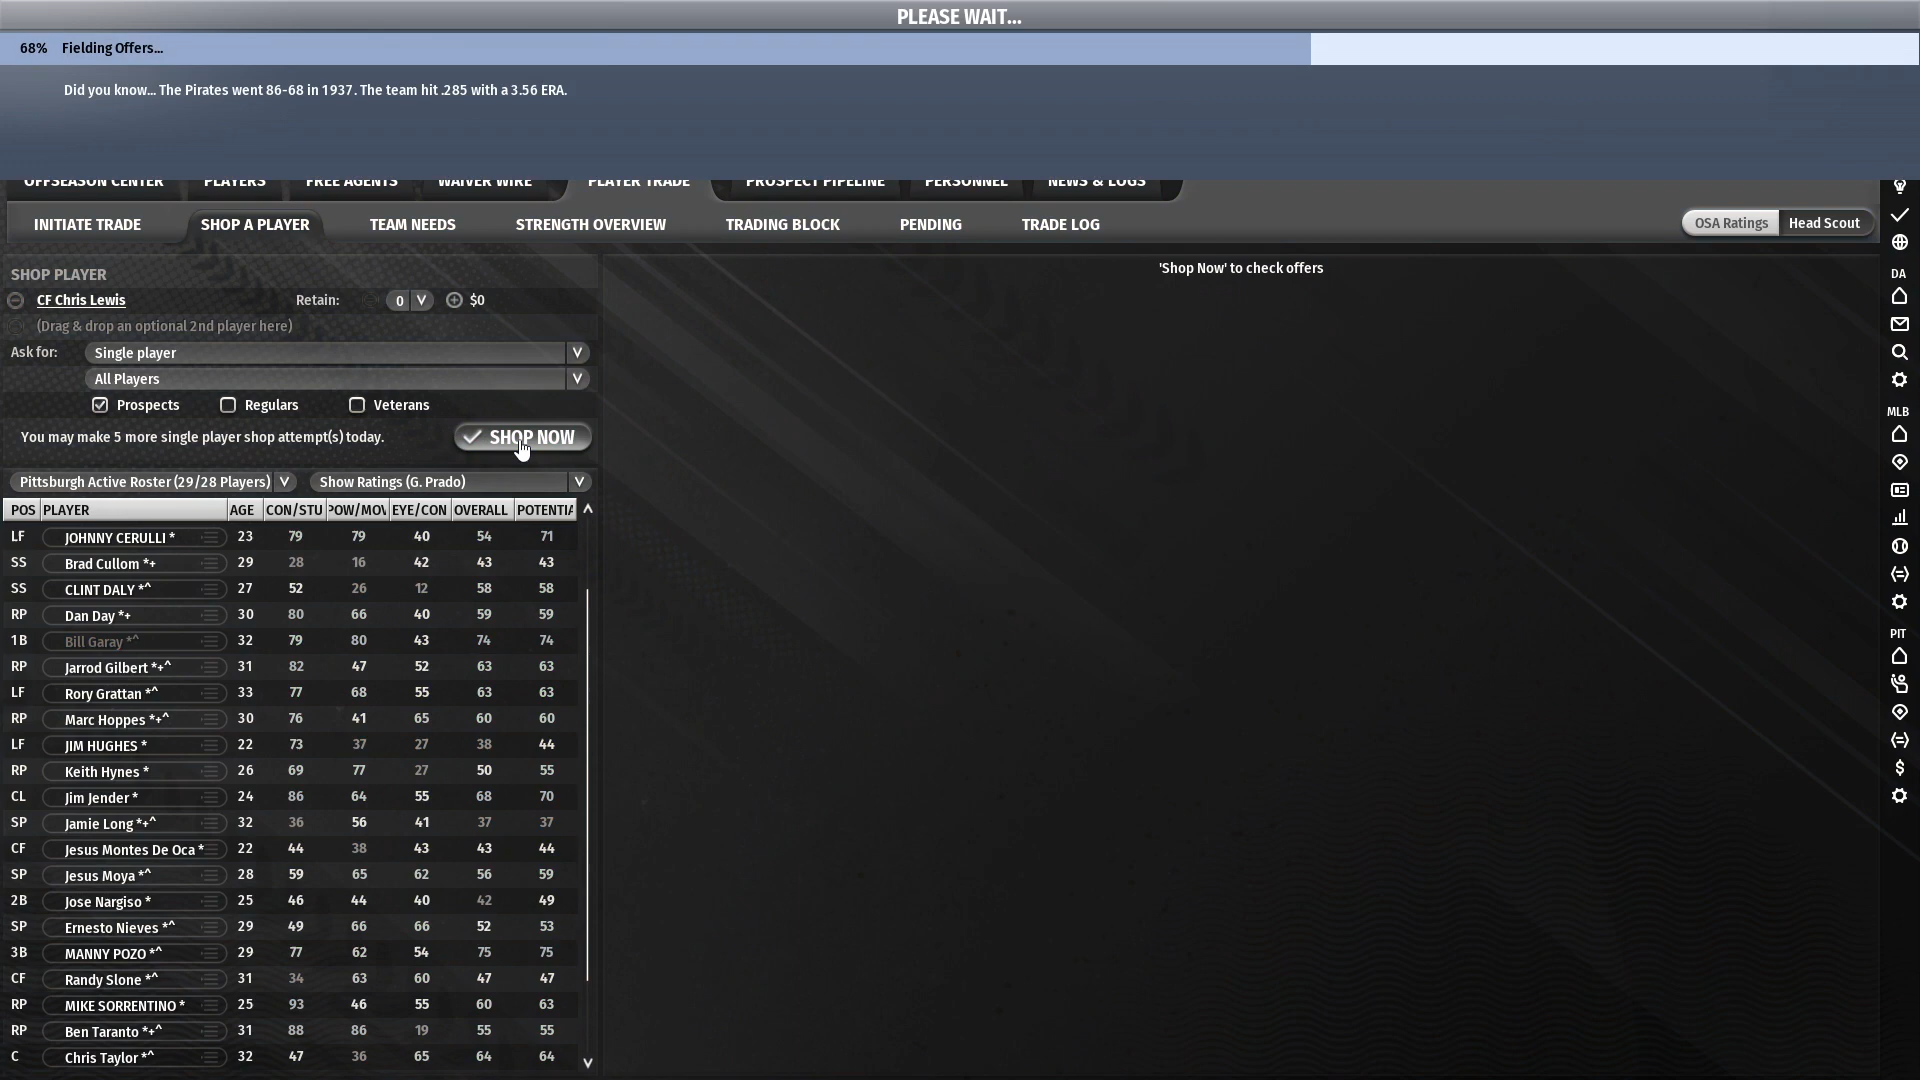 PLEASE WAIT...
68% Fielding Offers...
Did you know... The Pirates went 86-68 in 1937. The team hit .285 with a 3.56 ERA.
OFFSEASON CENTER PLAYERS FREE AGENTS WAIVER WIRE PLAYER TRADE PROSPECT PIPELINE PERSONNEL NEWS & LOGS
INITIATE TRADE SHOP A PLAYER TEAM NEEDS STRENGTH OVERVIEW TRADING BLOCK PENDING TRADE LOG OSA Ratings Head Scout
SHOP PLAYER
'Shop Now' to check offers
CF Chris Lewis Retain: 0 $0
(Drag & drop an optional 2nd player here)
Ask for: Single player
All Players
Prospects Regulars Veterans
You may make 5 more single player shop attempt(s) today. SHOP NOW
Pittsburgh Active Roster (29/28 Players) Show Ratings (G. Prado)
POS PLAYER AGE CON/STU POW/MOV EYE/CON OVERALL POTENTIA
LF JOHNNY CERULLI * 23 79 79 40 54 71
SS Brad Cullom *+ 29 28 16 42 43 43
SS CLINT DALY *^ 27 52 26 12 58 58
RP Dan Day *+ 30 80 66 40 59 59
1B Bill Garay *^ 32 79 80 43 74 74
RP Jarrod Gilbert *+^ 31 82 47 52 63 63
LF Rory Grattan *^ 33 77 68 55 63 63
RP Marc Hoppes *+^ 30 76 41 65 60 60
LF JIM HUGHES * 22 73 37 27 38 44
RP Keith Hynes * 26 69 77 27 50 55
CL Jim Jender * 24 86 64 55 68 70
SP Jamie Long *+^ 32 36 56 41 37 37
CF Jesus Montes De Oca * 22 44 38 43 43 44
SP Jesus Moya *^ 28 59 65 62 56 59
2B Jose Nargiso * 25 46 44 40 42 49
SP Ernesto Nieves *^ 29 49 66 66 52 53
3B MANNY POZO *^ 29 77 62 54 75 75
CF Randy Slone *^ 31 34 63 60 47 47
RP MIKE SORRENTINO * 25 93 46 55 60 63
RP Ben Taranto *+^ 31 88 86 19 55 55
C Chris Taylor *^ 32 47 36 65 64 64
DA
MLB
PIT
$